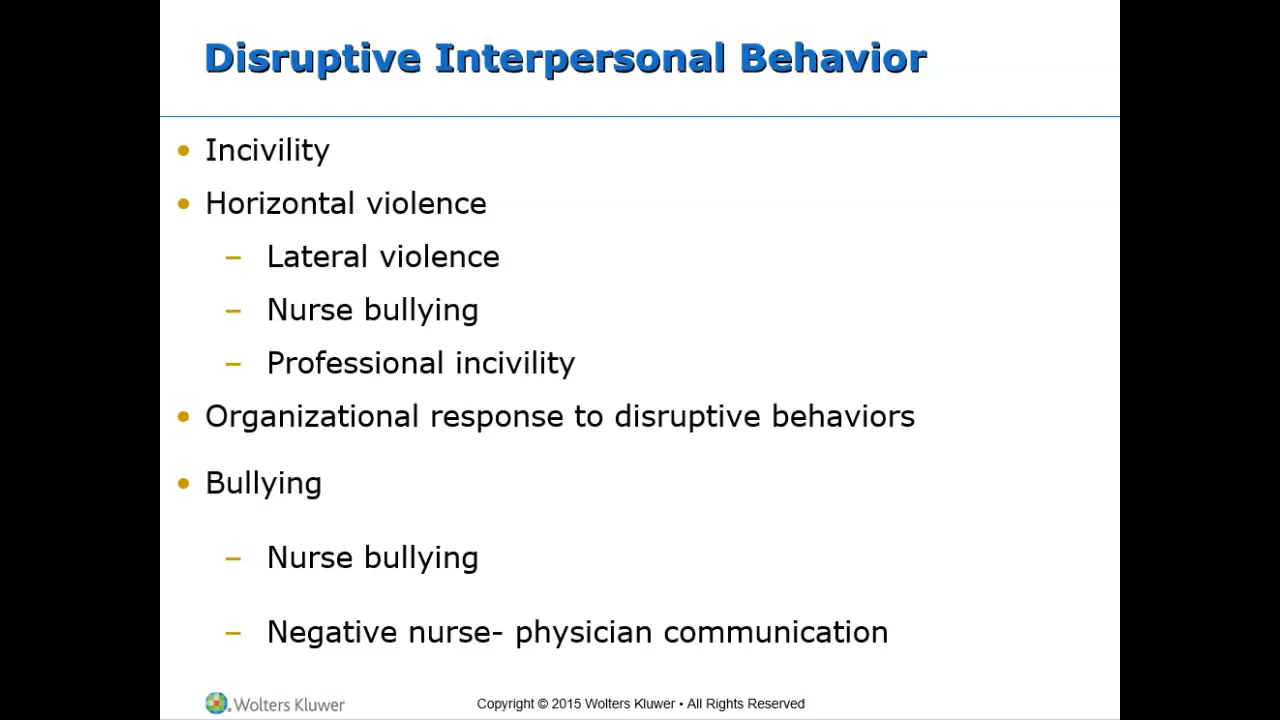 Disruptive Interpersonal Behavior
• Incivility
• Horizontal violence
– Lateral violence
– Nurse bullying
– Professional incivility
• Organizational response to disruptive behaviors
• Bullying
– Nurse bullying
– Negative nurse- physician communication
Wolters Kluwer
Copyright © 2015 Wolters Kluwer • All Rights Reserved